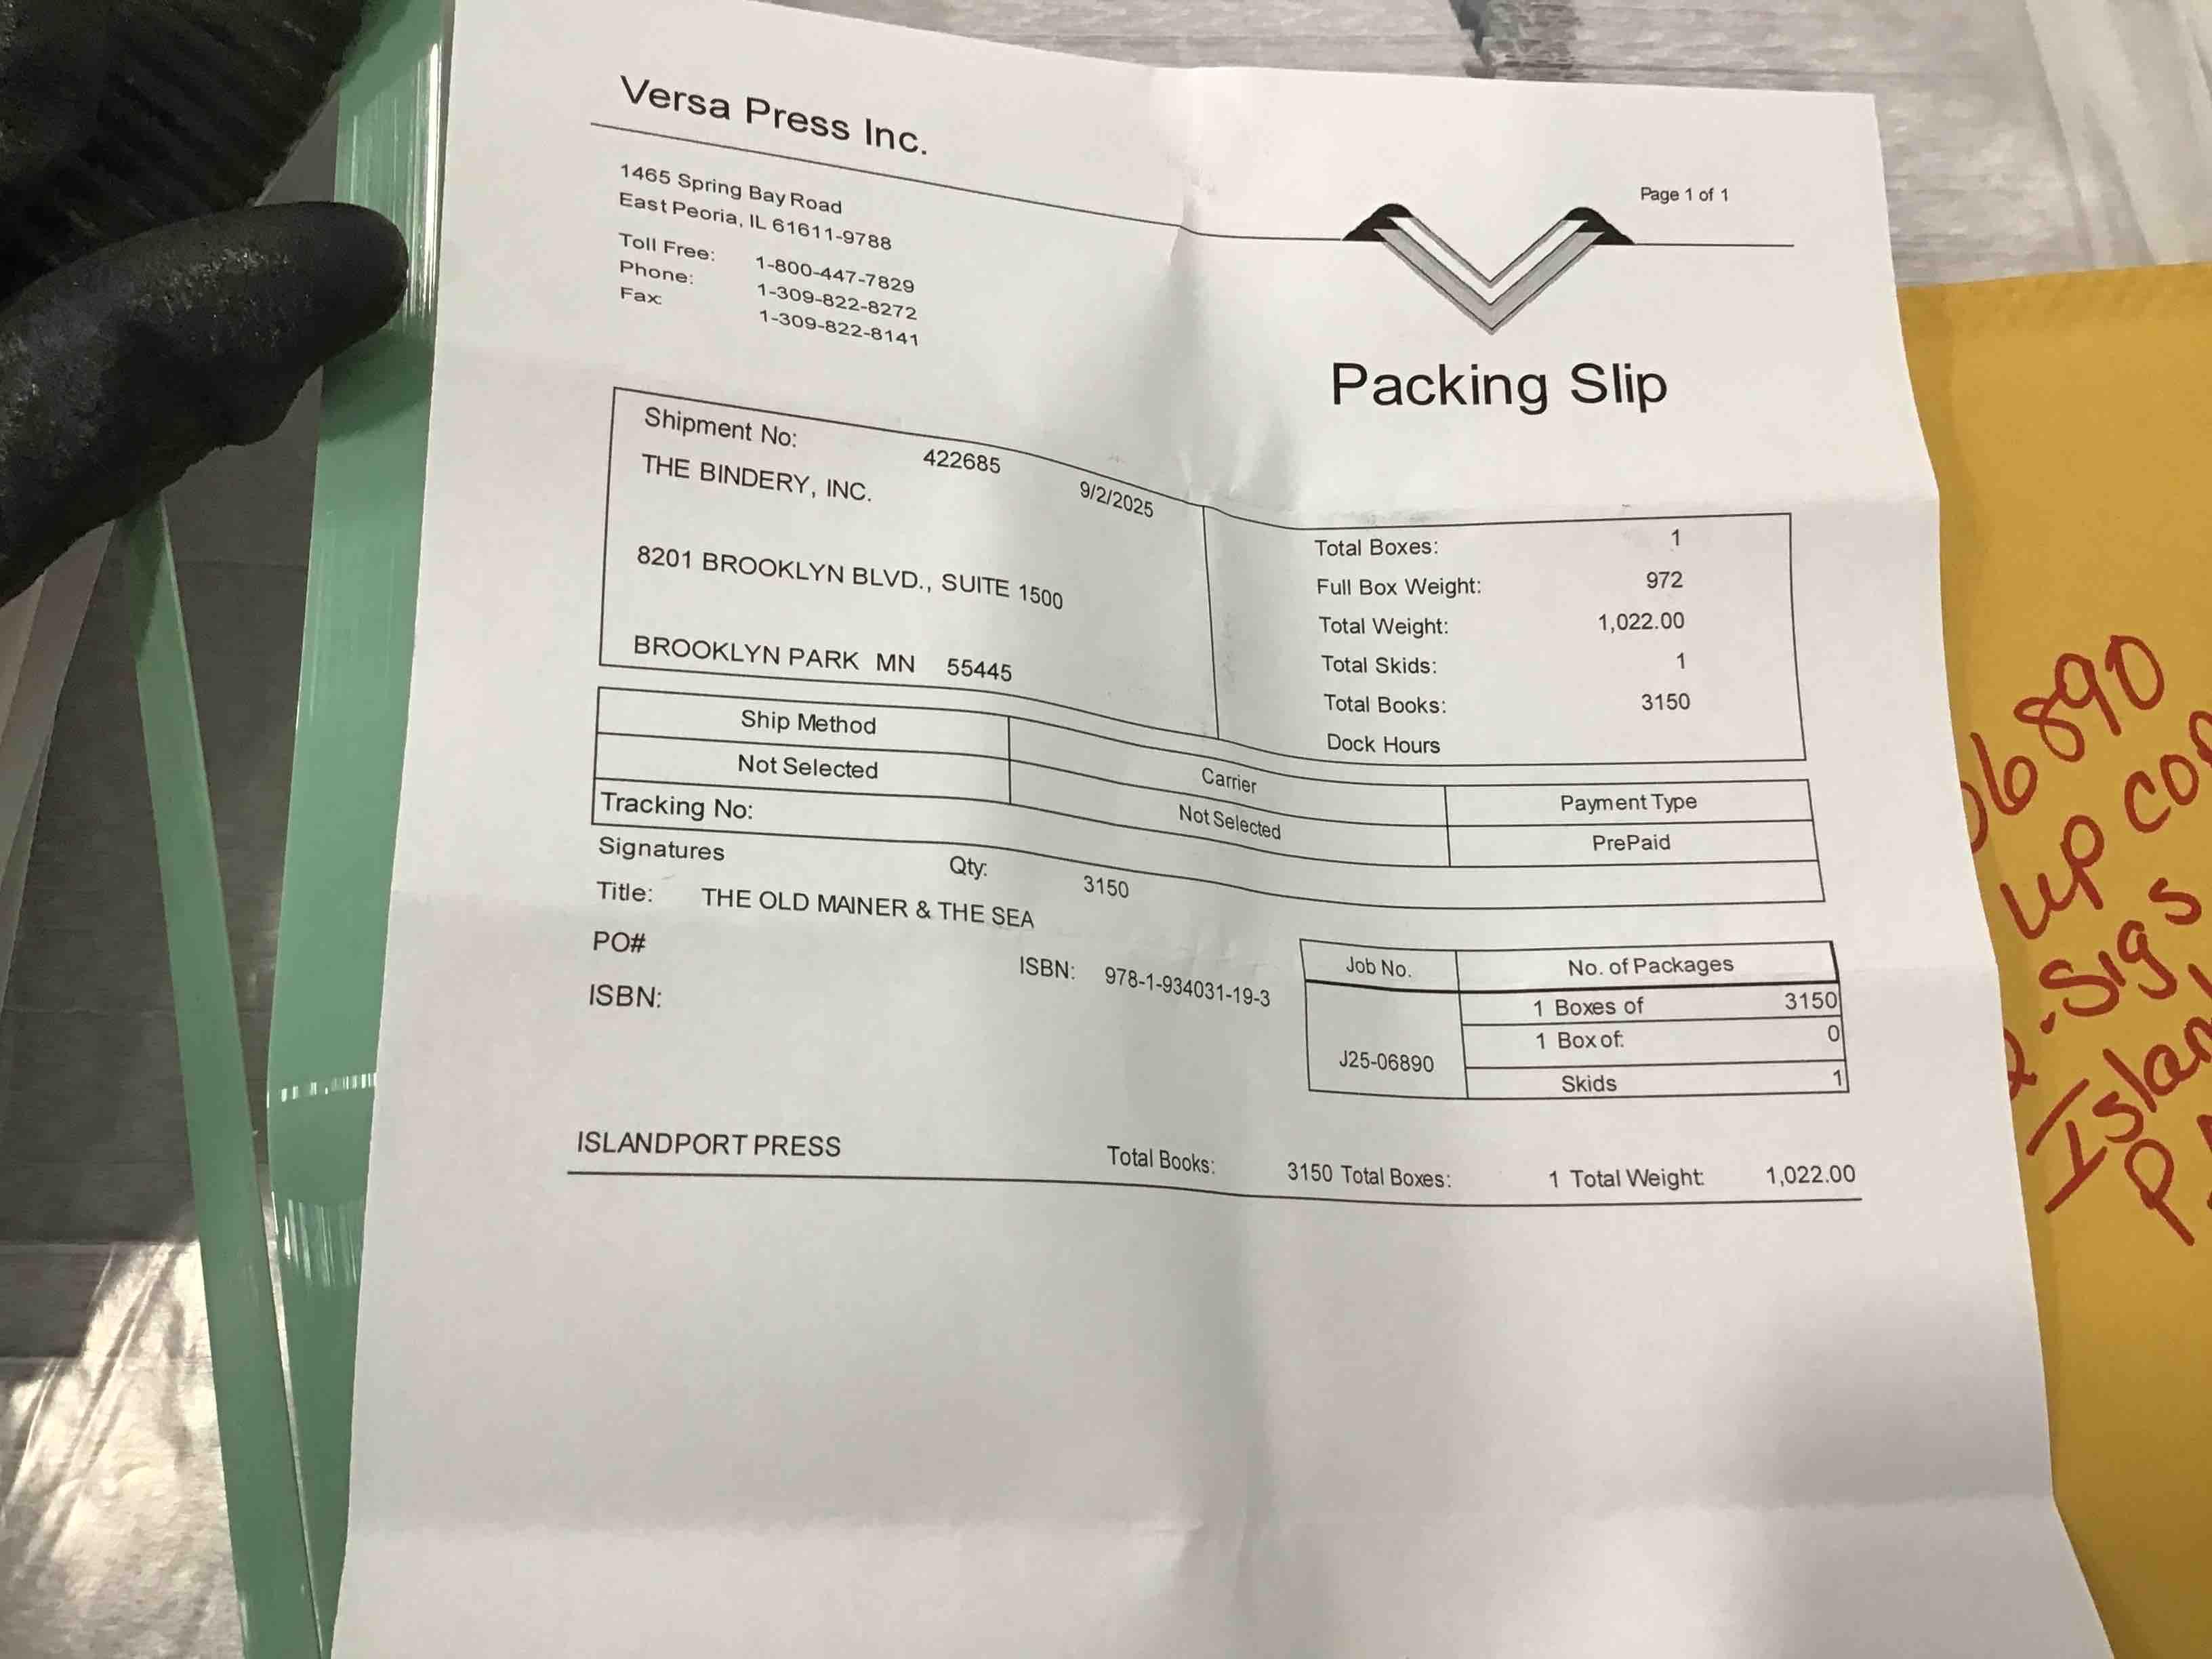 Versa Press Inc.
Page 1 of 1
1465 Spring Bay Road
East Peoria, IL 61611-9788
Toll Free: 1-800-447-7829
Phone: 1-309-822-8272
Fax: 1-309-822-8141
Packing Slip
Shipment No: 422685 9/2/2025
THE BINDERY, INC.
8201 BROOKLYN BLVD., SUITE 1500
BROOKLYN PARK MN 55445
Total Boxes: 1
Full Box Weight: 972
Total Weight: 1,022.00
Total Skids: 1
Total Books: 3150
Dock Hours
Ship Method Carrier Payment Type
Not Selected Not Selected PrePaid
Tracking No:
Signatures Qty: 3150
Title: THE OLD MAINER & THE SEA
PO# ISBN: 978-1-934031-19-3
ISBN:
Job No. No. of Packages
J25-06890
1 Boxes of 3150
1 Box of: 0
Skids 1
ISLANDPORT PRESS Total Books: 3150 Total Boxes: 1 Total Weight: 1,022.00
06890
up
Sigs